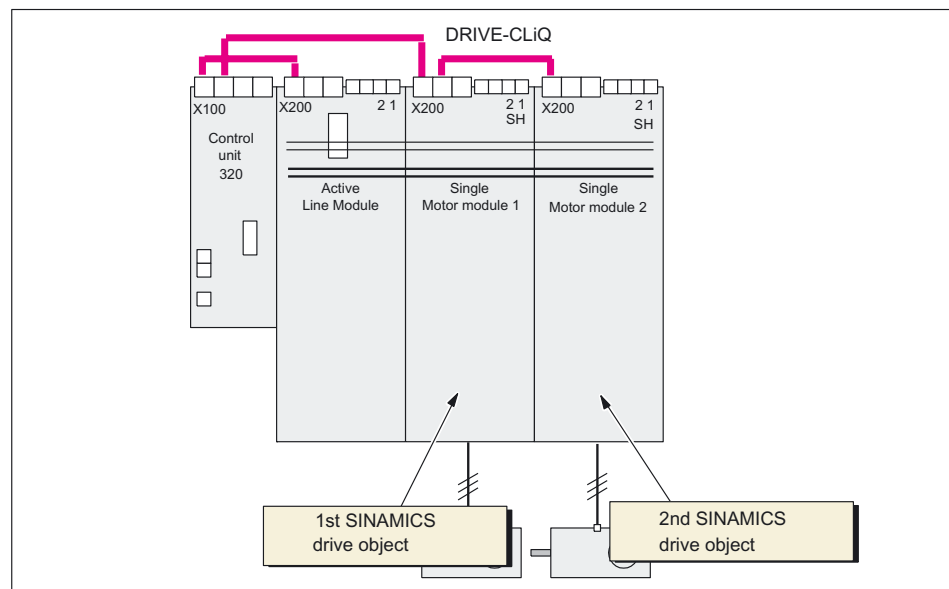 DRIVE-CLiQ
X100
X200
2 1
X200
2 1
SH
X200
2 1
SH
Control
unit
320
Active
Line Module
Single
Motor module 1
Single
Motor module 2
1st SINAMICS
drive object
2nd SINAMICS
drive object